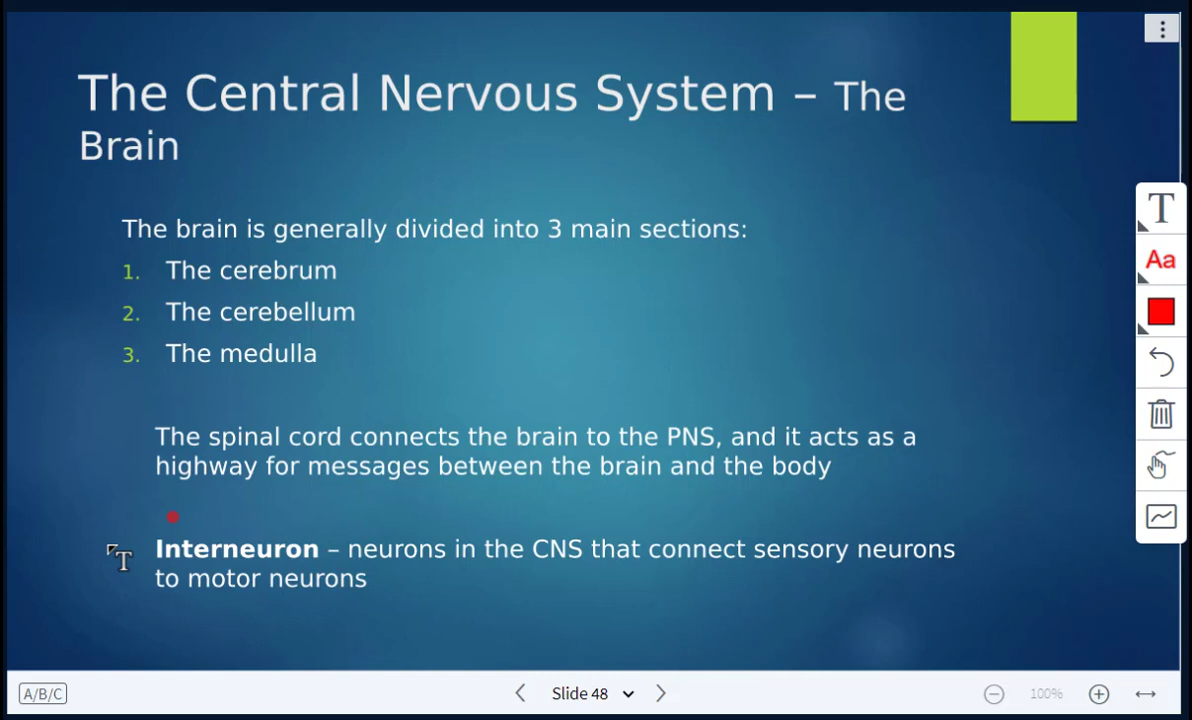 The Central Nervous System – The
Brain
The brain is generally divided into 3 main sections:
1. The cerebrum
2. The cerebellum
3. The medulla
The spinal cord connects the brain to the PNS, and it acts as a
highway for messages between the brain and the body
Interneuron – neurons in the CNS that connect sensory neurons
to motor neurons
T
Aa
A/B/C
Slide 48
100%